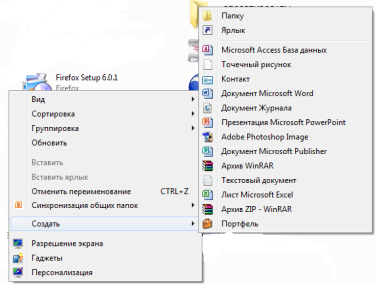 Firefox Setup 6.0.1
Firefox
Вид
Сортировка
Группировка
Обновить
Вставить
Вставить ярлык
Отменить переименование CTRL+Z
Синхронизация общих папок
Создать
Разрешение экрана
Гаджеты
Персонализация
Папку
Ярлык
Microsoft Access База данных
Точечный рисунок
Контакт
Документ Microsoft Word
Документ Журнала
Презентация Microsoft PowerPoint
Adobe Photoshop Image
Документ Microsoft Publisher
Архив WinRAR
Текстовый документ
Лист Microsoft Excel
Архив ZIP - WinRAR
Портфель